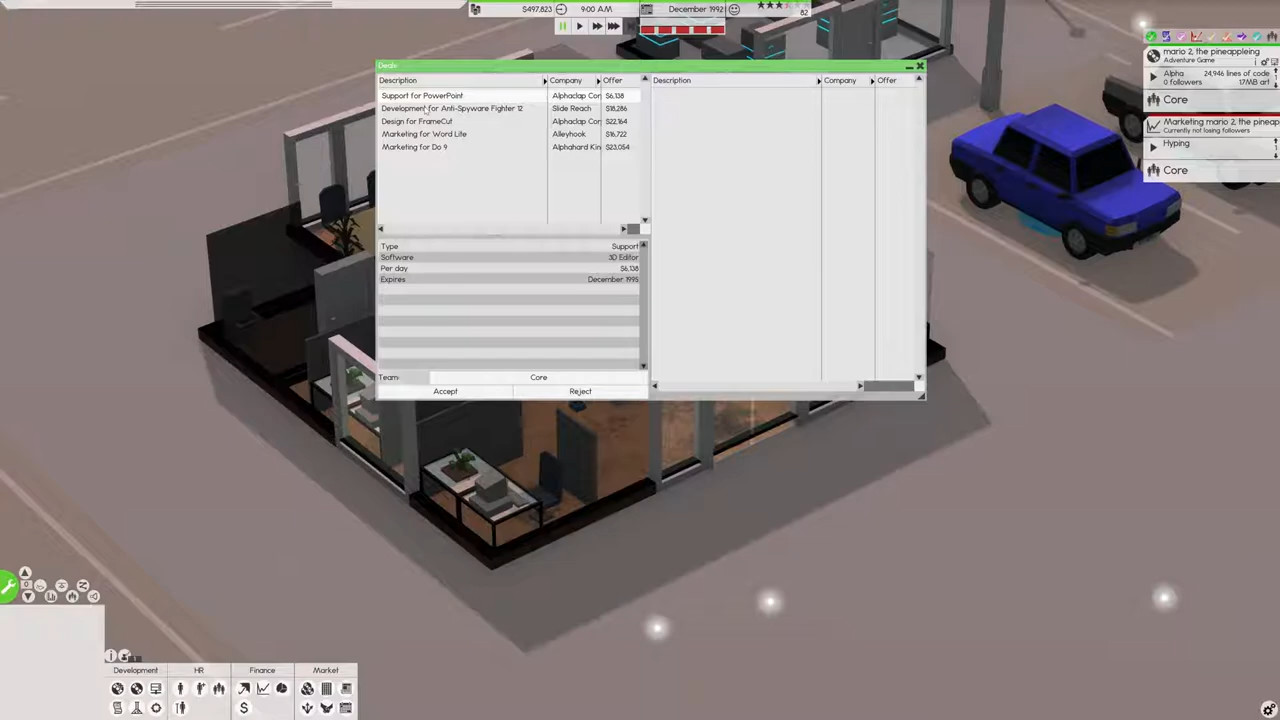 $497,823 9:00 AM December 1992
82
Deals
Description Company Offer
Support for PowerPoint Alphaclap Cor $6,138
Development for Anti-Spyware Fighter 12 Slide Reach $18,286
Design for FrameCut Alphaclap Cor $22,164
Marketing for Word Lite Alleyhook $16,722
Marketing for Do 9 Alphahard Kin $23,054
Type Support
Software 3D Editor
Per day $6,138
Expires December 1995
Team Core
Accept Reject
Description Company Offer
mario 2, the pineappleing
Adventure Game
Alpha 24,946 lines of code
0 followers 17MB art
Core
Marketing mario 2, the pineap
Currently not losing followers
Hyping
Core
Development HR Finance Market